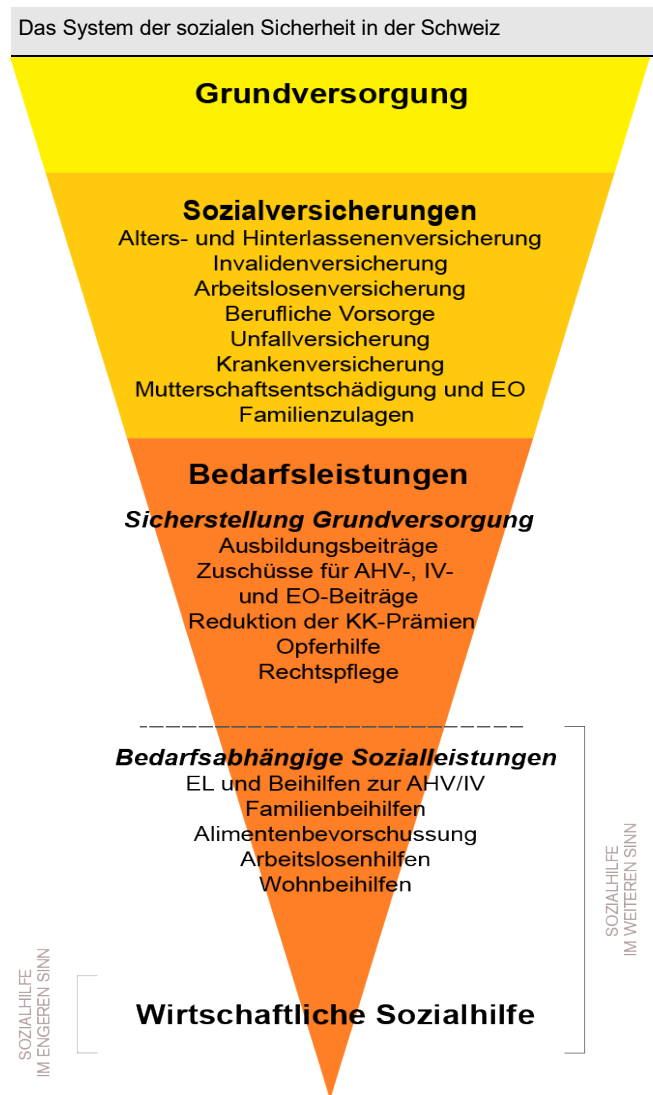 Das System der sozialen Sicherheit in der Schweiz
Grundversorgung
Sozialversicherungen
Alters- und Hinterlassenenversicherung
Invalidenversicherung
Arbeitslosenversicherung
Berufliche Vorsorge
Unfallversicherung
Krankenversicherung
Mutterschaftsentschädigung und EO
Familienzulagen
Bedarfsleistungen
Sicherstellung Grundversorgung
Ausbildungsbeiträge
Zuschüsse für AHV-, IV-
und EO-Beiträge
Reduktion der KK-Prämien
Opferhilfe
Rechtspflege
Bedarfsabhängige Sozialleistungen
EL und Beihilfen zur AHV/IV
Familienbeihilfen
Alimentenbevorschussung
Arbeitslosenhilfen
Wohnbeihilfen
SOZIALHILFE
IM WEITEREN SINN
Wirtschaftliche Sozialhilfe
SOZIALHILFE
IM ENGEREN SINN